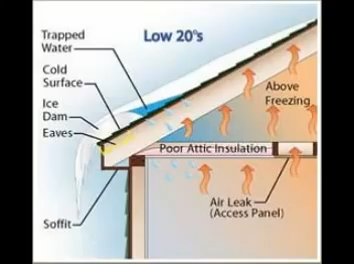 Trapped
Water
Low 20°s
Cold
Surface
Ice
Dam
Eaves
Above
Freezing
Poor Attic Insulation
Soffit
Air Leak
(Access Panel)